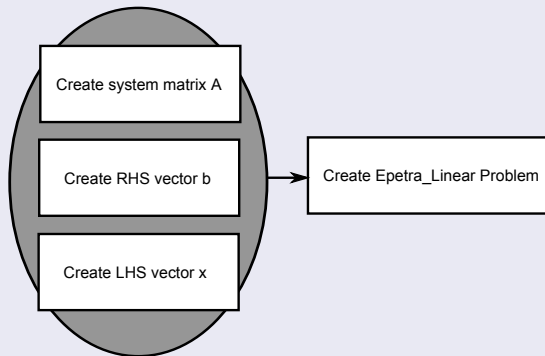 Create system matrix A
Create RHS vector b
Create LHS vector x
Create Epetra_Linear Problem